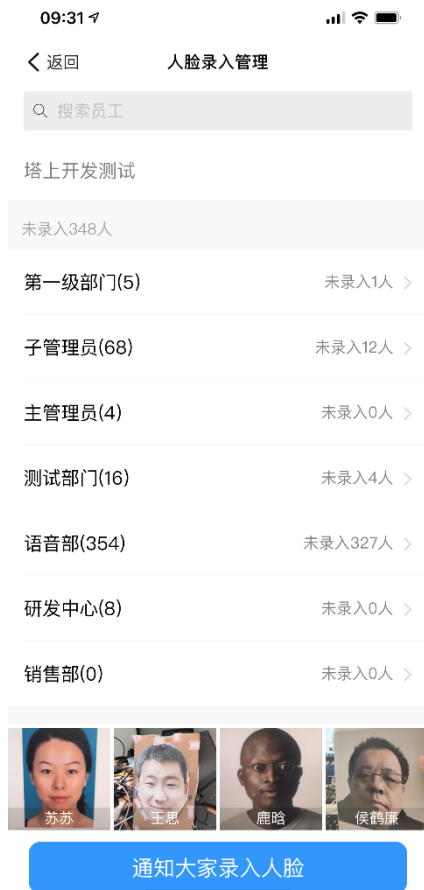 09:31
返回
人脸录入管理
搜索员工
塔上开发测试
未录入348人
第一级部门(5) 未录入1人
子管理员(68) 未录入12人
主管理员(4) 未录入0人
测试部门(16) 未录入4人
语音部(354) 未录入327人
研发中心(8) 未录入0人
销售部(0) 未录入0人
苏苏 王思 鹿晗 侯鹤廉
通知大家录入人脸